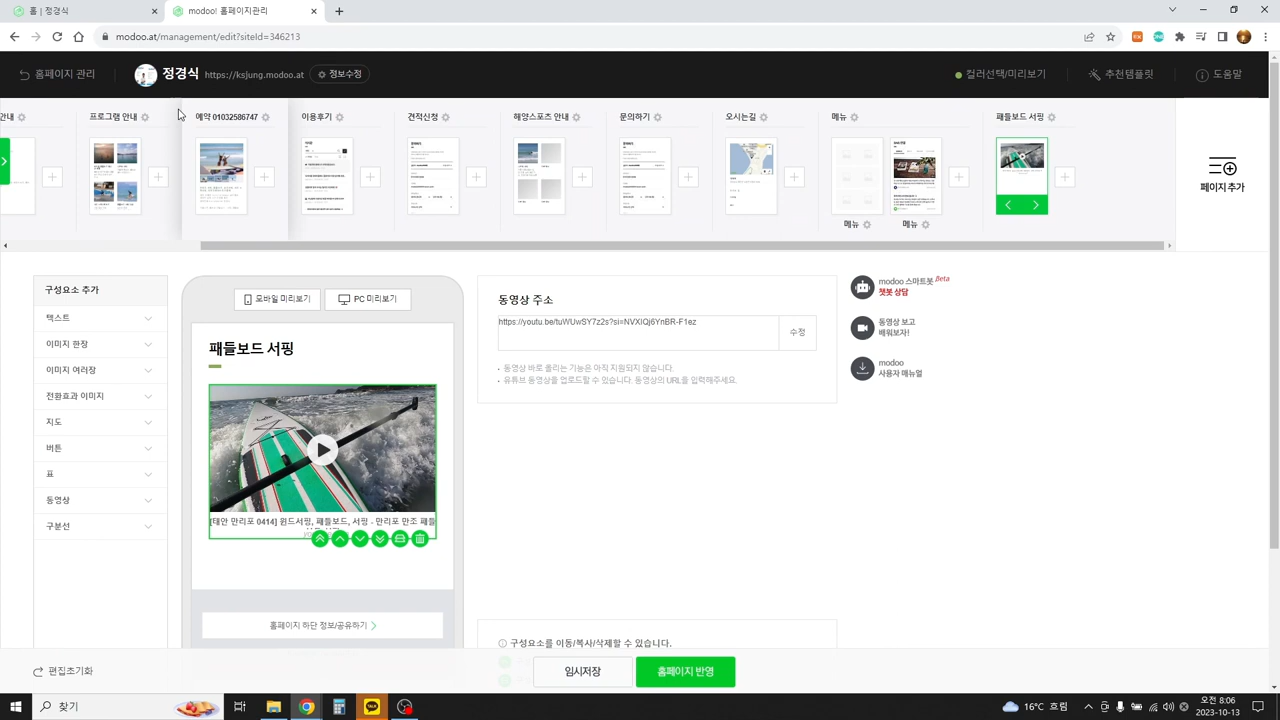 홈 | 정경식
modoo! 홈페이지관리
modoo.at/management/edit?siteId=346213
홈페이지 관리
정경식 https://ksjung.modoo.at 정보수정
컬러선택/미리보기
추천템플릿
도움말
안내
프로그램 안내
예약 01032586747
이용후기
견적신청
해양스포츠 안내
문의하기
오시는길
메뉴
패들보드 서핑
메뉴
메뉴
페이지 추가
구성요소 추가
텍스트
이미지 한장
이미지 여러장
전환효과 이미지
지도
버튼
표
동영상
구분선
모바일 미리보기
PC 미리보기
패들보드 서핑
[태안 만리포 0414] 윈드서핑, 패들보드, 서핑 - 만리포 만조 패들
홈페이지 하단 정보/공유하기
동영상 주소
https://youtu.be/tuWUwSY7z2s?si=NVXIQj6YnBR-F1ez
수정
동영상 바로 올리는 기능은 아직 지원되지 않습니다.
유튜브 동영상을 업로드할 수 있습니다. 동영상의 URL을 입력해주세요.
구성요소를 이동/복사/삭제할 수 있습니다.
modoo 스마트봇 Beta
챗봇 상담
동영상 보고
배워보자!
modoo
사용자 매뉴얼
편집초기화
임시저장
홈페이지 반영
찾기
TALK
16°C 흐림
오전 8:06
2023-10-13